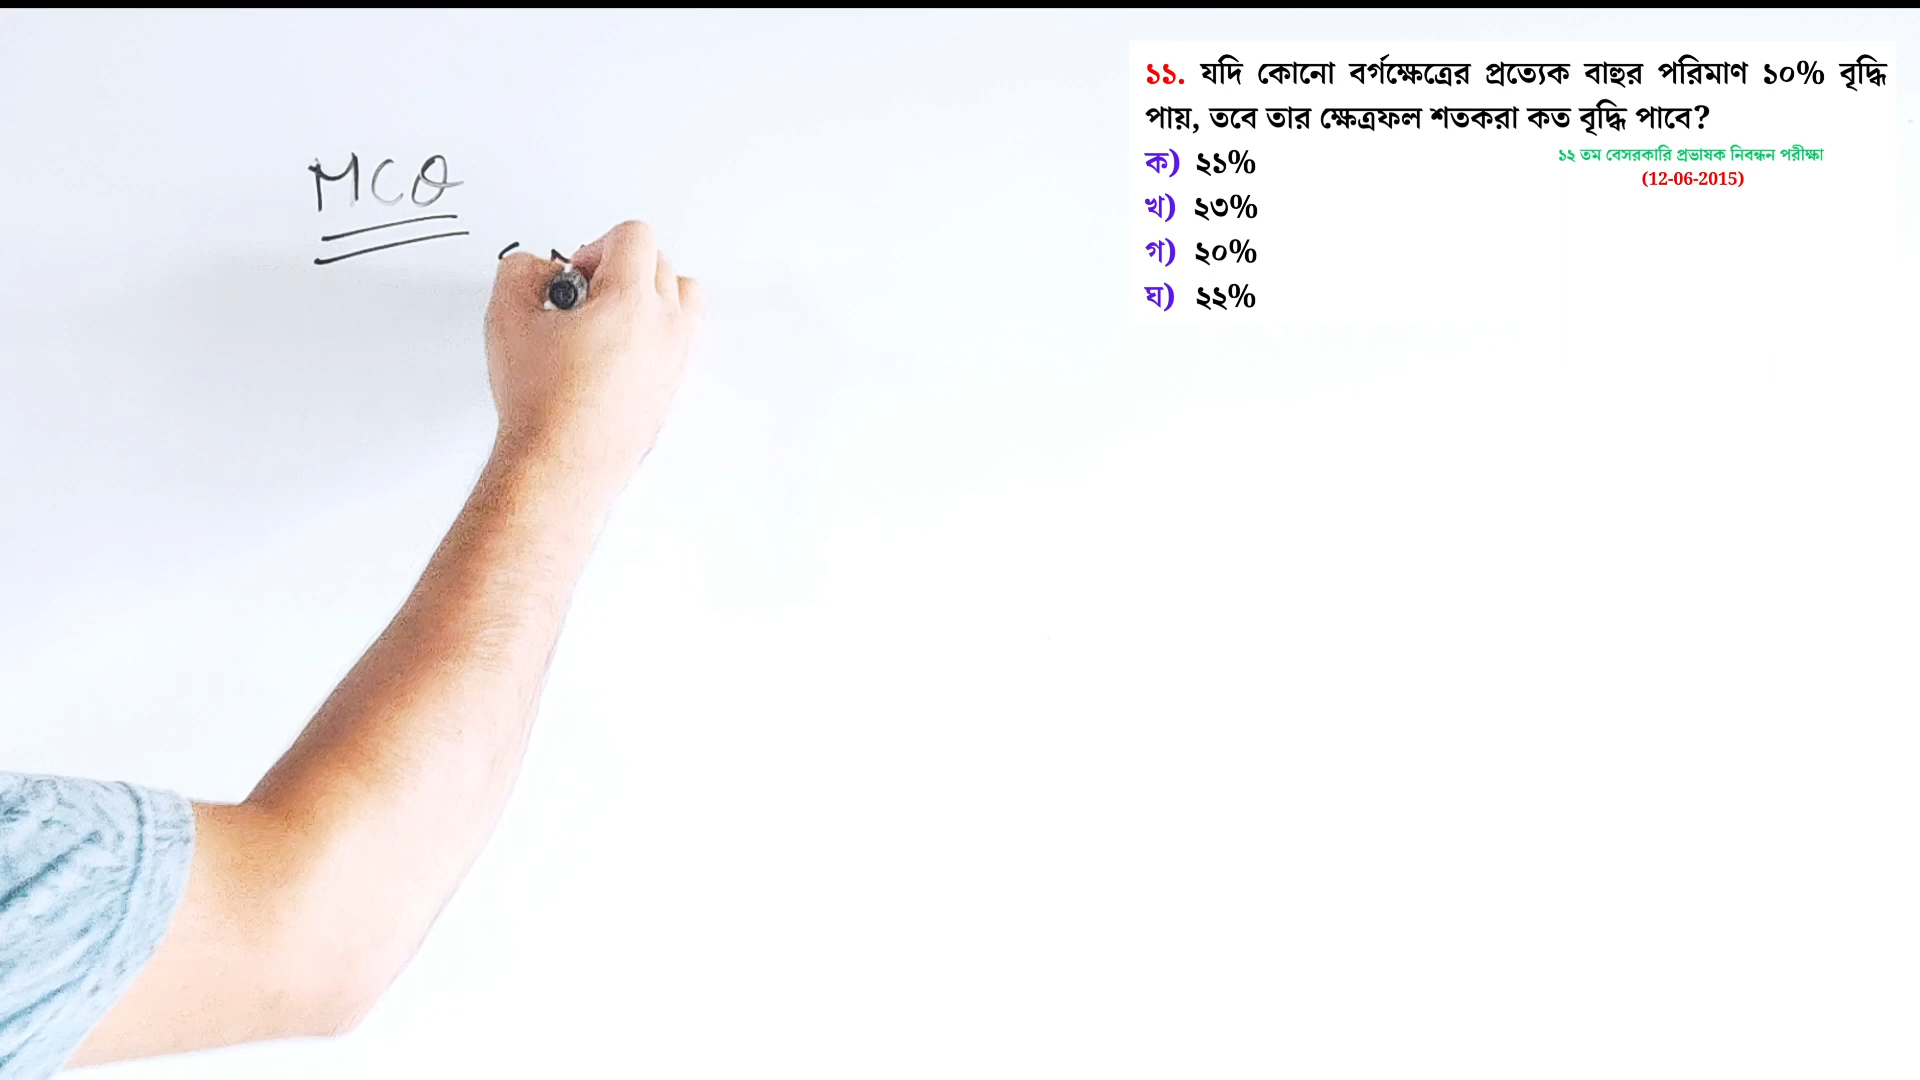 MCQ
১১. যদি কোনো বর্গক্ষেত্রের প্রত্যেক বাহুর পরিমাণ ১০% বৃদ্ধি
পায়, তবে তার ক্ষেত্রফল শতকরা কত বৃদ্ধি পাবে?
ক) ২১%
১২ তম বেসরকারি প্রভাষক নিবন্ধন পরীক্ষা
(12-06-2015)
খ) ২৩%
গ) ২০%
ঘ) ২২%